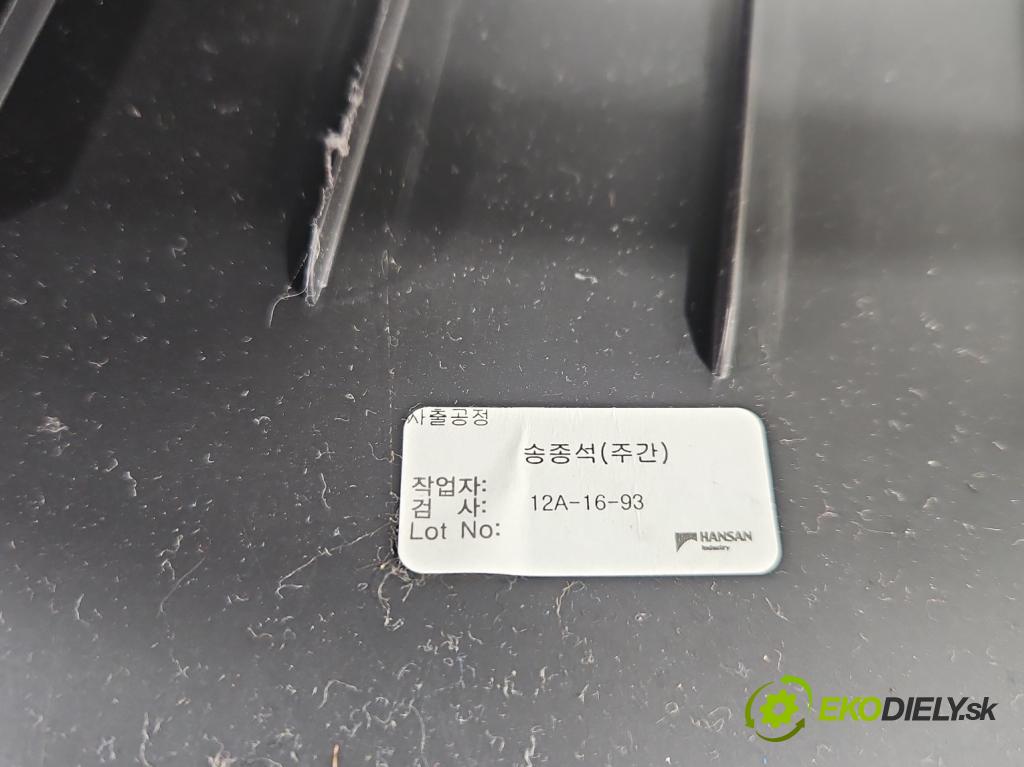 사출공정
송종석(주간)
작업자:
검 사: 12A-16-93
Lot No:
HANSAN
Industry
EKODIELY.sk